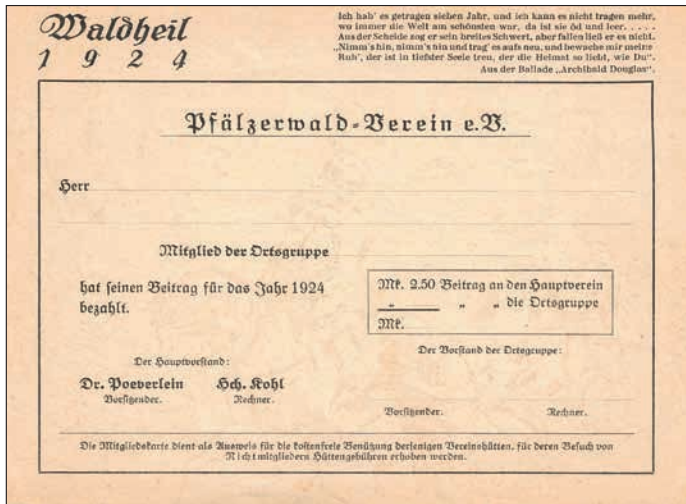 Waldheil
1 9 2 4
Ich hab' es getragen sieben Jahr, und ich kann es nicht tragen mehr,
wo immer die Welt am schönsten war, da ist sie öd und leer. . . . .
Aus der Scheide zog er sein breites Schwert, aber fallen ließ er es nicht.
„Nimm's hin, nimm's hin und trag' es aufs neu, und bewache mir meine
Ruh', der ist in tiefster Seele treu, der die Heimat so liebt, wie Du“.
Aus der Ballade „Archibald Douglas“.
Pfälzerwald-Verein e.V.
Herr
Mitglied der Ortsgruppe
hat seinen Beitrag für das Jahr 1924
bezahlt.
Mk. 2.50 Beitrag an den Hauptverein
„ „ „ die Ortsgruppe
Mk.
Der Hauptvorstand:
Dr. Poeverlein Hch. Kohl
Vorsitzender. Rechner.
Der Vorstand der Ortsgruppe:
Vorsitzender. Rechner.
Die Mitgliedskarte dient als Ausweis für die kostenfreie Benützung derjenigen Vereinshütten, für deren Besuch von
Nichtmitgliedern Hüttengebühren erhoben werden.